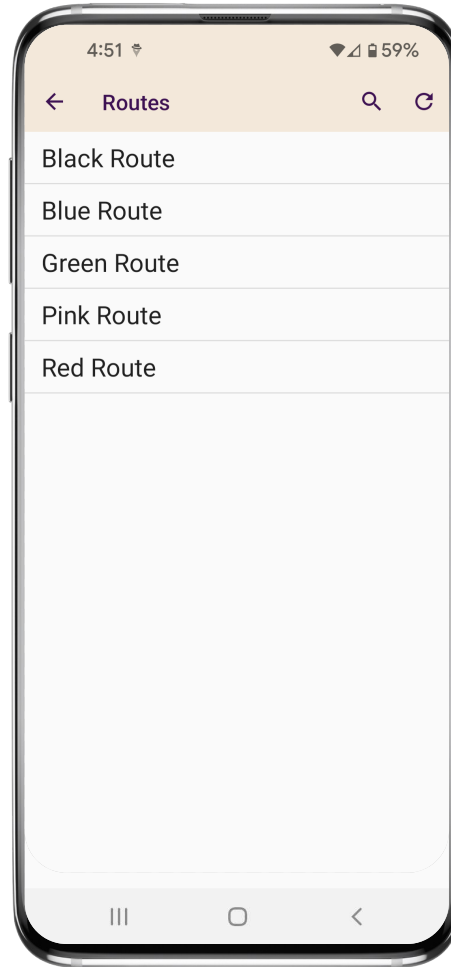 4:51 59%
Routes
Black Route
Blue Route
Green Route
Pink Route
Red Route